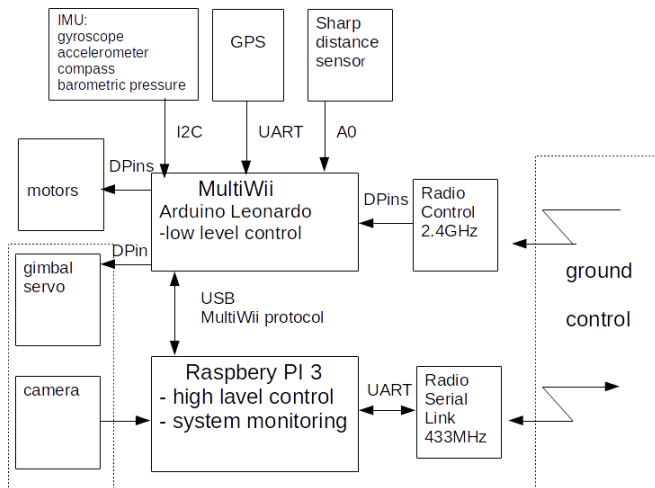 IMU:
gyroscope
accelerometer
compass
barometric pressure
GPS
Sharp
distance
sensor
I2C
UART
A0
motors
DPins
MultiWii
Arduino Leonardo
-low level control
DPins
Radio
Control
2.4GHz
gimbal
servo
DPin
ground
control
USB
MultiWii protocol
camera
Raspbery PI 3
- high lavel control
- system monitoring
UART
Radio
Serial
Link
433MHz